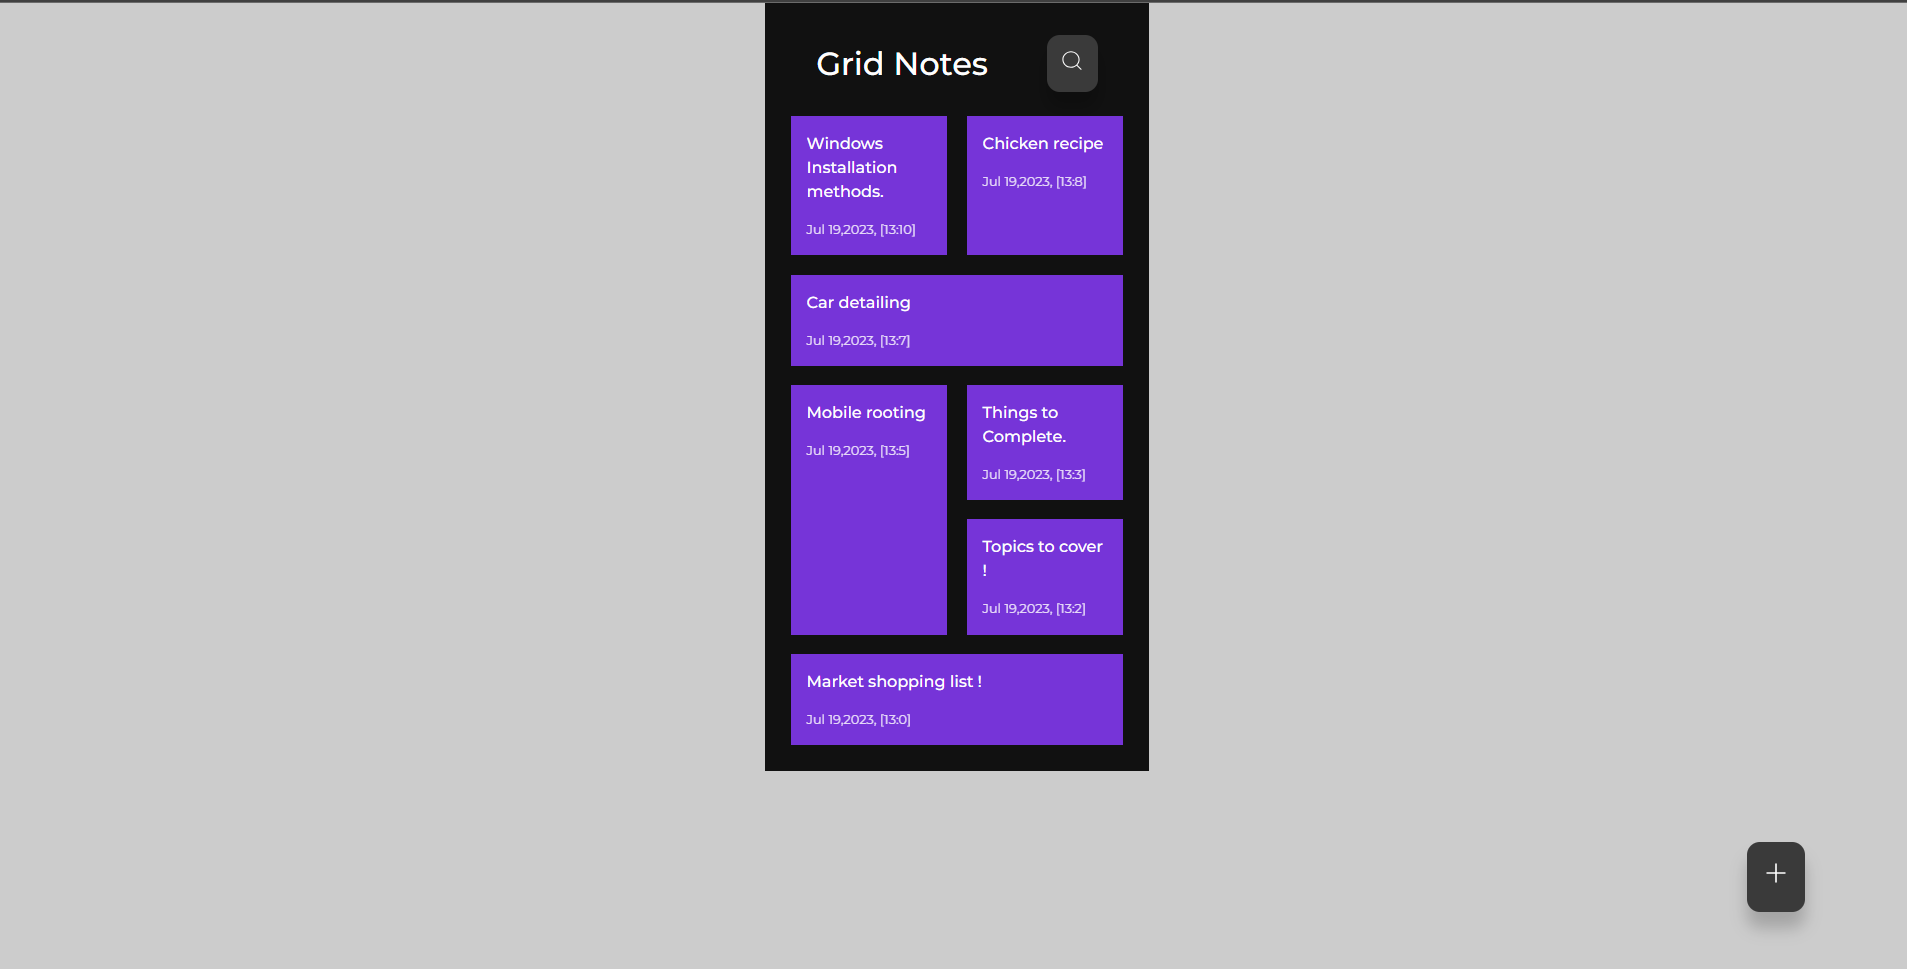 Grid Notes
Windows
Installation
methods.
Jul 19,2023, [13:10]
Chicken recipe
Jul 19,2023, [13:8]
Car detailing
Jul 19,2023, [13:7]
Mobile rooting
Jul 19,2023, [13:5]
Things to
Complete.
Jul 19,2023, [13:3]
Topics to cover
!
Jul 19,2023, [13:2]
Market shopping list !
Jul 19,2023, [13:0]